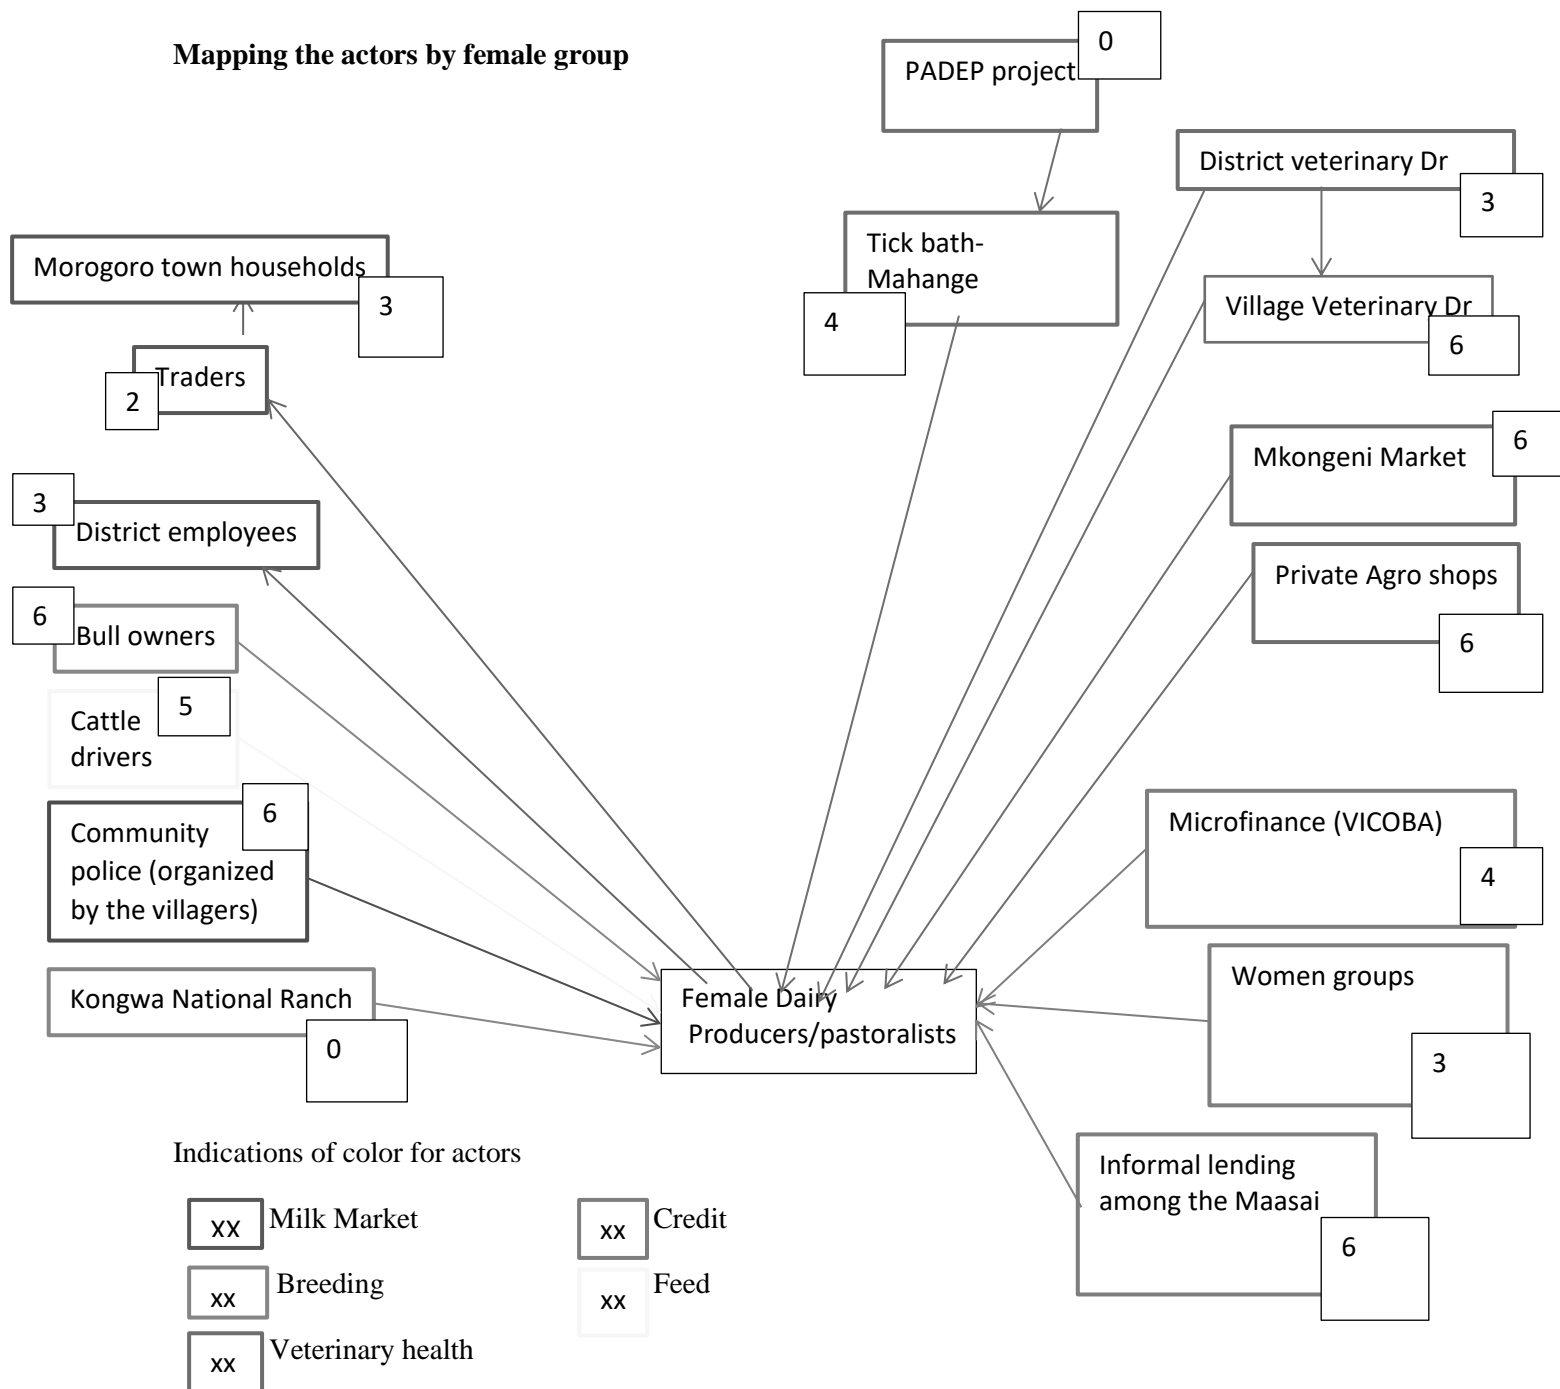 Mapping the actors by female group
0
PADEP project
District veterinary Dr
3
Tick bath-
Mahange
4
Morogoro town households
3
Village Veterinary Dr
6
Traders
2
Mkongeni Market
6
3
District employees
Private Agro shops
6
6
Bull owners
5
Cattle
drivers
6
Community
police (organized
by the villagers)
Microfinance (VICOBA)
4
Kongwa National Ranch
0
Female Dairy
Producers/pastoralists
Women groups
3
Informal lending
among the Maasai
6
Indications of color for actors
xx Milk Market
xx Credit
xx Breeding
xx Feed
xx Veterinary health